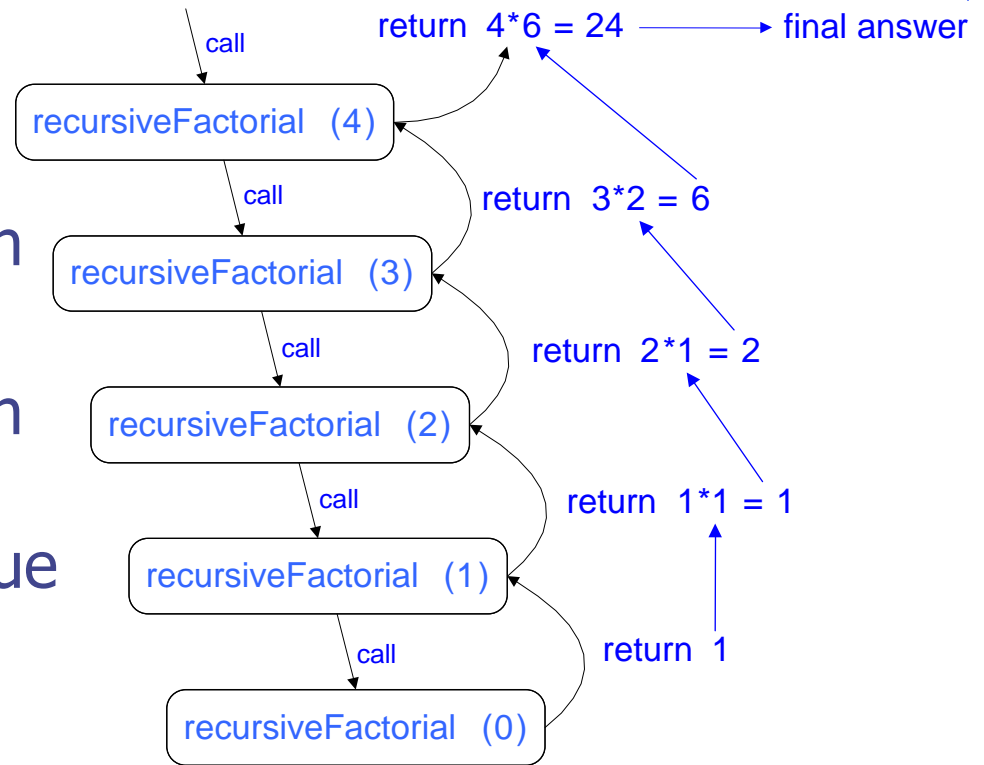 return 4*6 = 24
final answer
call
recursiveFactorial (4)
call
return 3*2 = 6
recursiveFactorial (3)
call
return 2*1 = 2
recursiveFactorial (2)
call
return 1*1 = 1
recursiveFactorial (1)
call
return 1
recursiveFactorial (0)